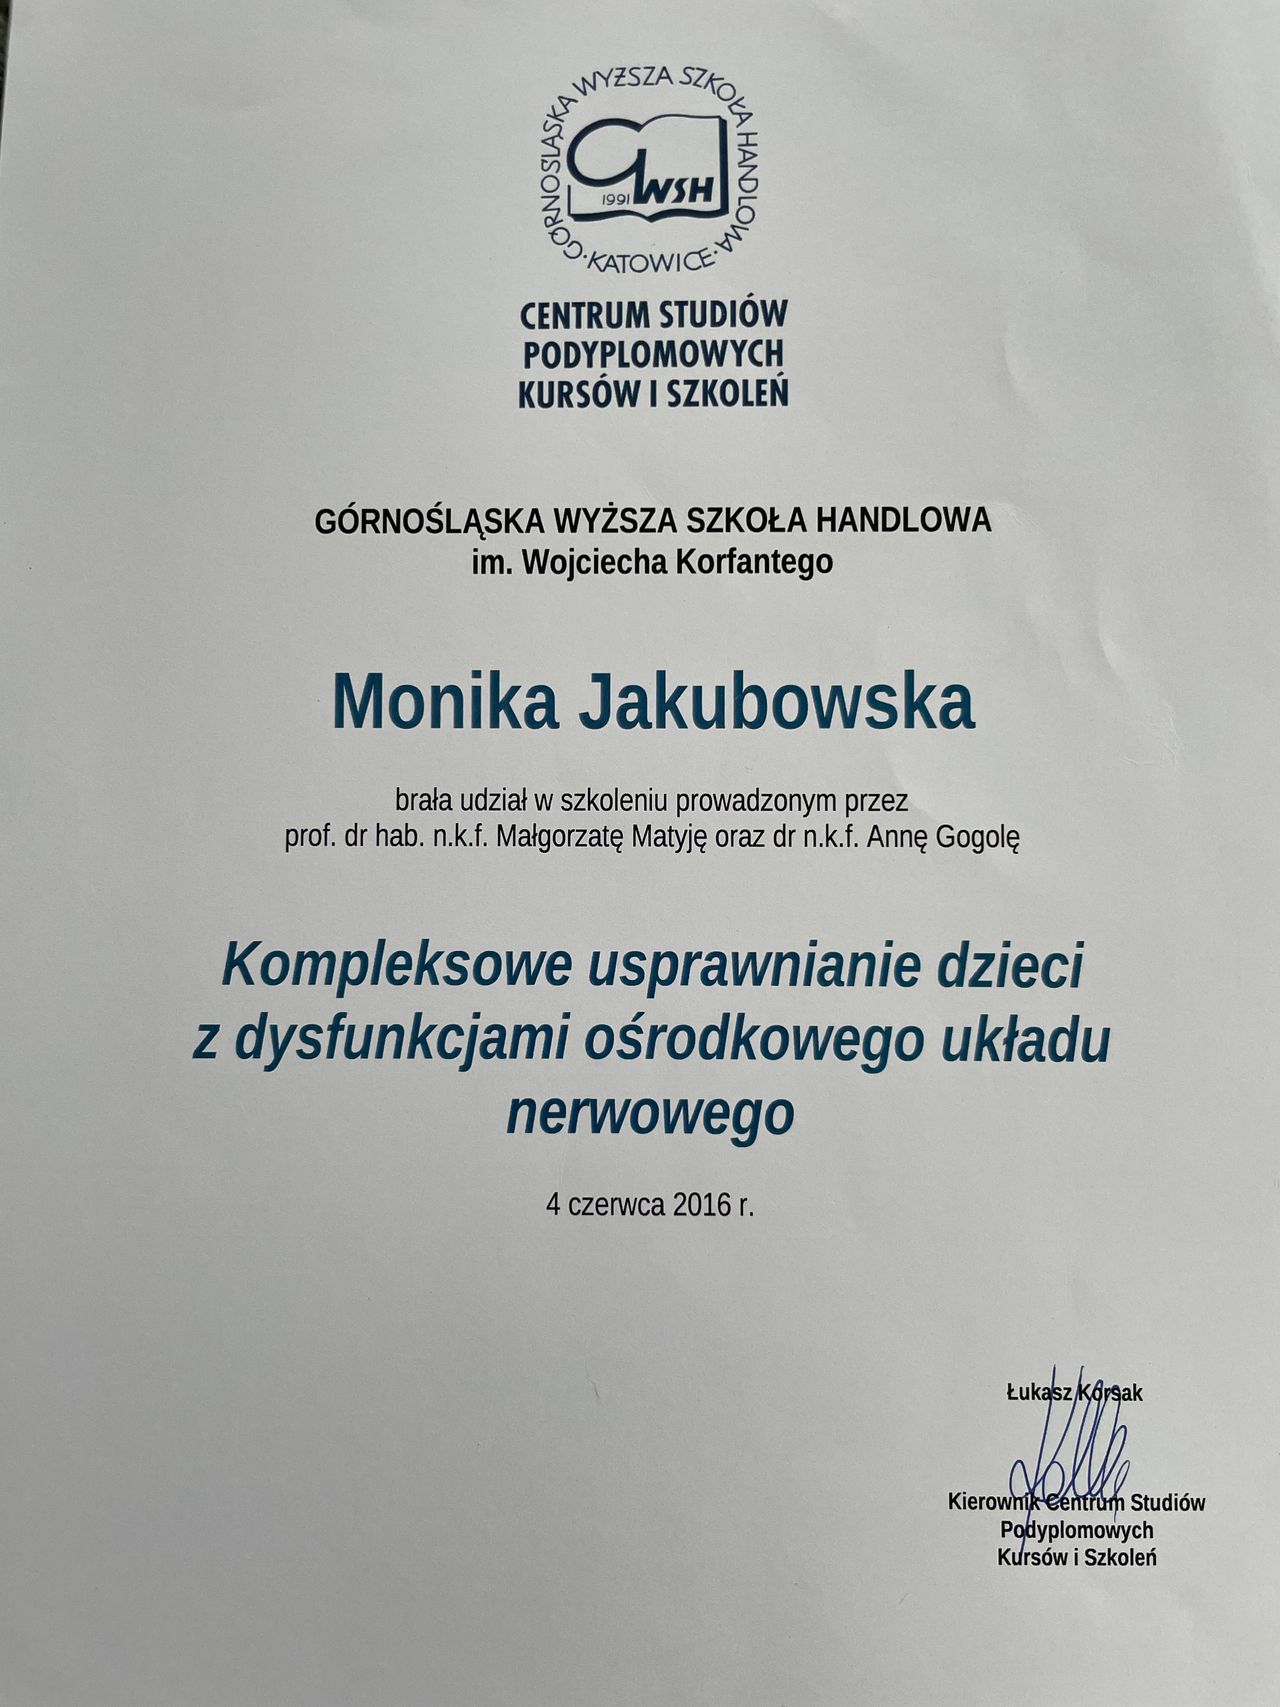 GÓRNOŚLĄSKA WYŻSZA SZKOŁA HANDLOWA
·KATOWICE·
GWSH
1991
CENTRUM STUDIÓW
PODYPLOMOWYCH
KURSÓW I SZKOLEŃ
GÓRNOŚLĄSKA WYŻSZA SZKOŁA HANDLOWA
im. Wojciecha Korfantego
Monika Jakubowska
brała udział w szkoleniu prowadzonym przez
prof. dr hab. n.k.f. Małgorzatę Matyję oraz dr n.k.f. Annę Gogolę
Kompleksowe usprawnianie dzieci
z dysfunkcjami ośrodkowego układu
nerwowego
4 czerwca 2016 r.
Łukasz Korsak
Kierownik Centrum Studiów
Podyplomowych
Kursów i Szkoleń